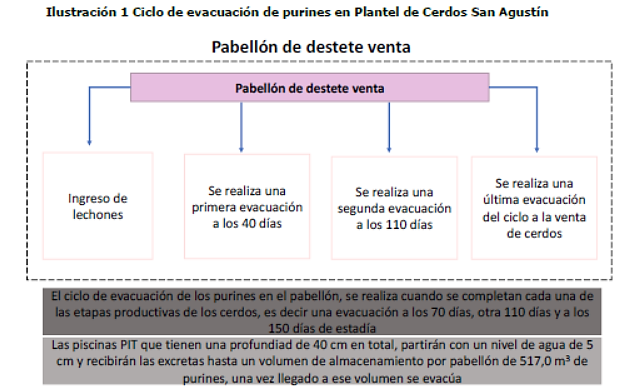 Ilustración 1 Ciclo de evacuación de purines en Plantel de Cerdos San Agustín
Pabellón de destete venta
Pabellón de destete venta
Ingreso de
lechones
Se realiza una
primera evacuación
a los 40 días
Se realiza una
segunda evacuación
a los 110 días
Se realiza una
última evacuación
del ciclo a la venta
de cerdos
El ciclo de evacuación de los purines en el pabellón, se realiza cuando se completan cada una de
las etapas productivas de los cerdos, es decir una evacuación a los 70 días, otra 110 días y a los
150 días de estadía
Las piscinas PIT que tienen una profundiad de 40 cm en total, partirán con un nivel de agua de 5
cm y recibirán las excretas hasta un volumen de almacenamiento por pabellón de 517,0 m³ de
purines, una vez llegado a ese volumen se evacúa